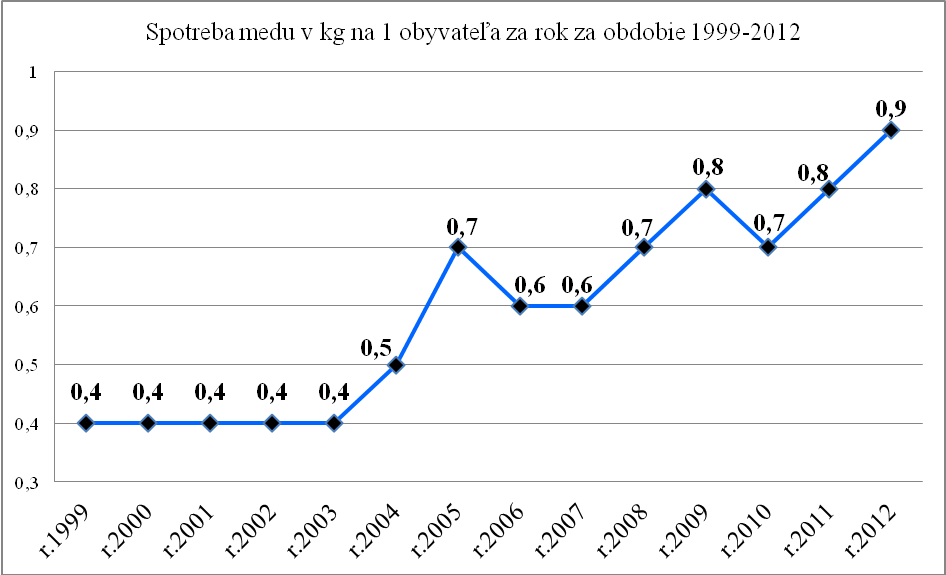 Spotreba medu v kg na 1 obyvateľa za rok za obdobie 1999-2012
1
0,9
0,8
0,7
0,6
0,5
0,4
0,3
0,4 0,4 0,4 0,4 0,4 0,5 0,7 0,6 0,6 0,7 0,8 0,7 0,8 0,9
r.1999 r.2000 r.2001 r.2002 r.2003 r.2004 r.2005 r.2006 r.2007 r.2008 r.2009 r.2010 r.2011 r.2012